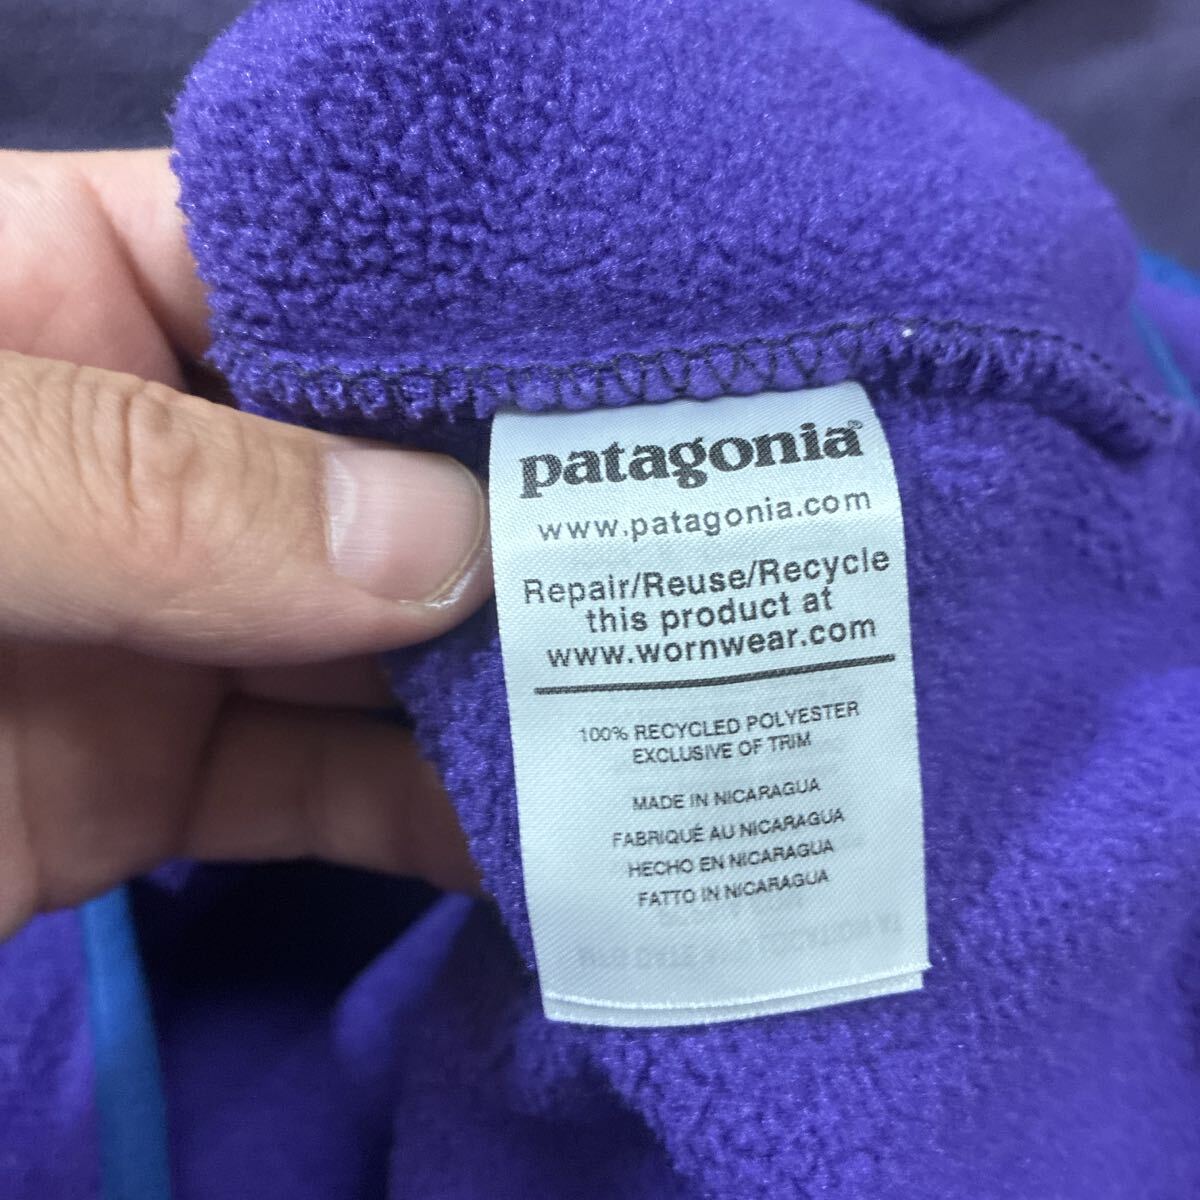 patagonia®
www.patagonia.com
Repair/Reuse/Recycle
this product at
www.wornwear.com
100% RECYCLED POLYESTER
EXCLUSIVE OF TRIM
MADE IN NICARAGUA
FABRIQUÉ AU NICARAGUA
HECHO EN NICARAGUA
FATTO IN NICARAGUA